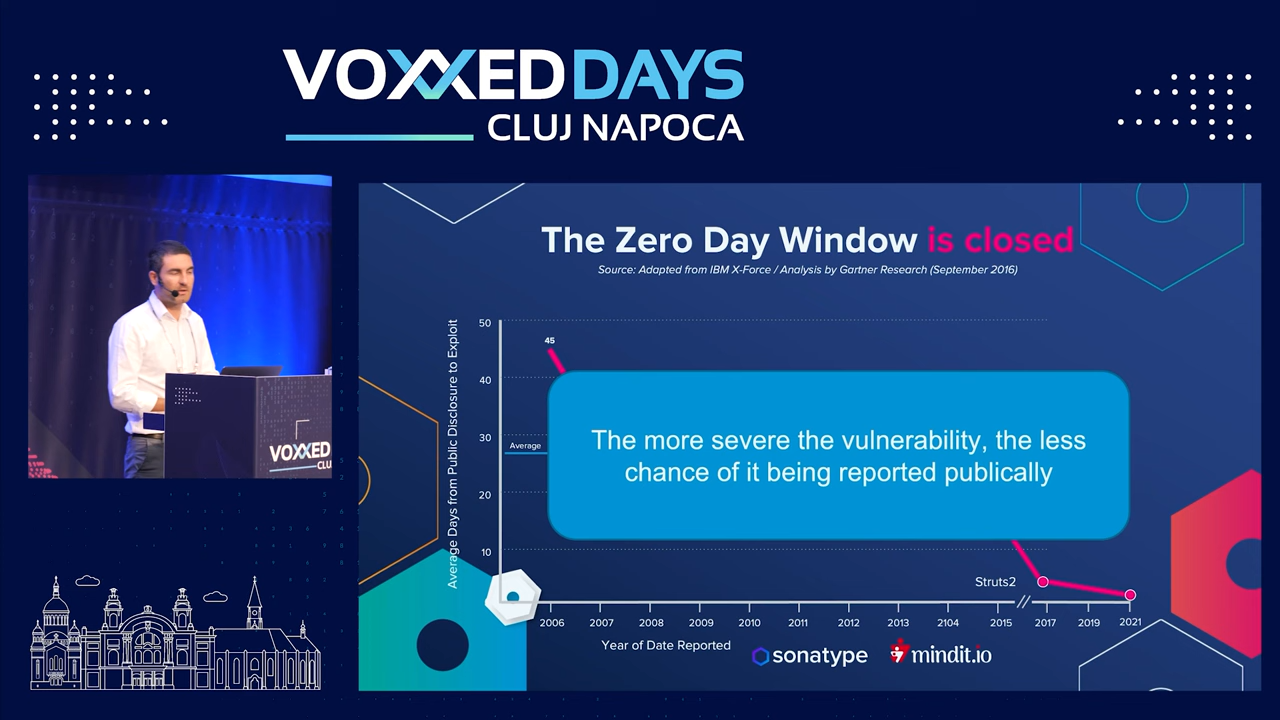 VOXXED DAYS
CLUJ NAPOCA
The Zero Day Window is closed
Source: Adapted from IBM X-Force / Analysis by Gartner Research (September 2016)
Average Days from Public Disclosure to Exploit
50
45
40
30
Average
20
10
The more severe the vulnerability, the less
chance of it being reported publically
Struts2
2006 2007 2008 2009 2010 2011 2012 2013 2104 2015 2017 2019 2021
Year of Date Reported
sonatype
mindit.io
VOXXED
CLU